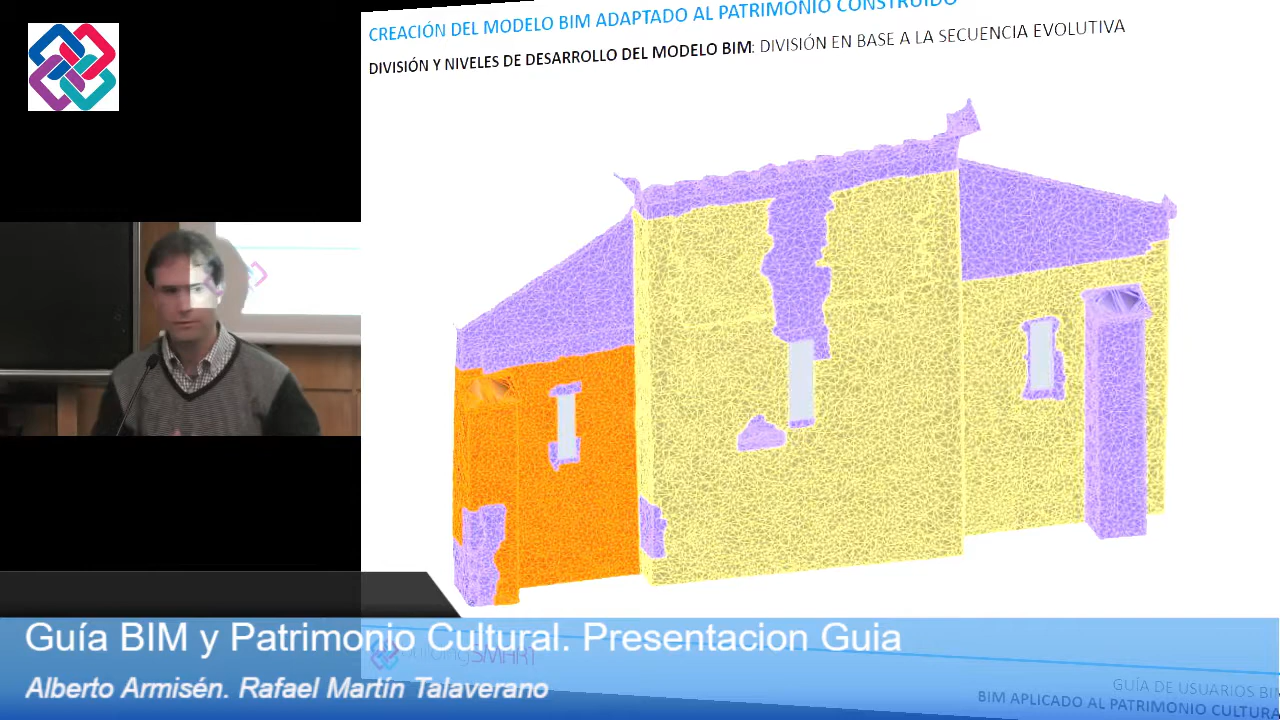 CREACIÓN DEL MODELO BIM ADAPTADO AL PATRIMONIO CONSTRUIDO
DIVISIÓN Y NIVELES DE DESARROLLO DEL MODELO BIM: DIVISIÓN EN BASE A LA SECUENCIA EVOLUTIVA
Guía BIM y Patrimonio Cultural. Presentacion Guia
buildingSMART
Alberto Armisén. Rafael Martín Talaverano
GUÍA DE USUARIOS BIM
BIM APLICADO AL PATRIMONIO CULTURA